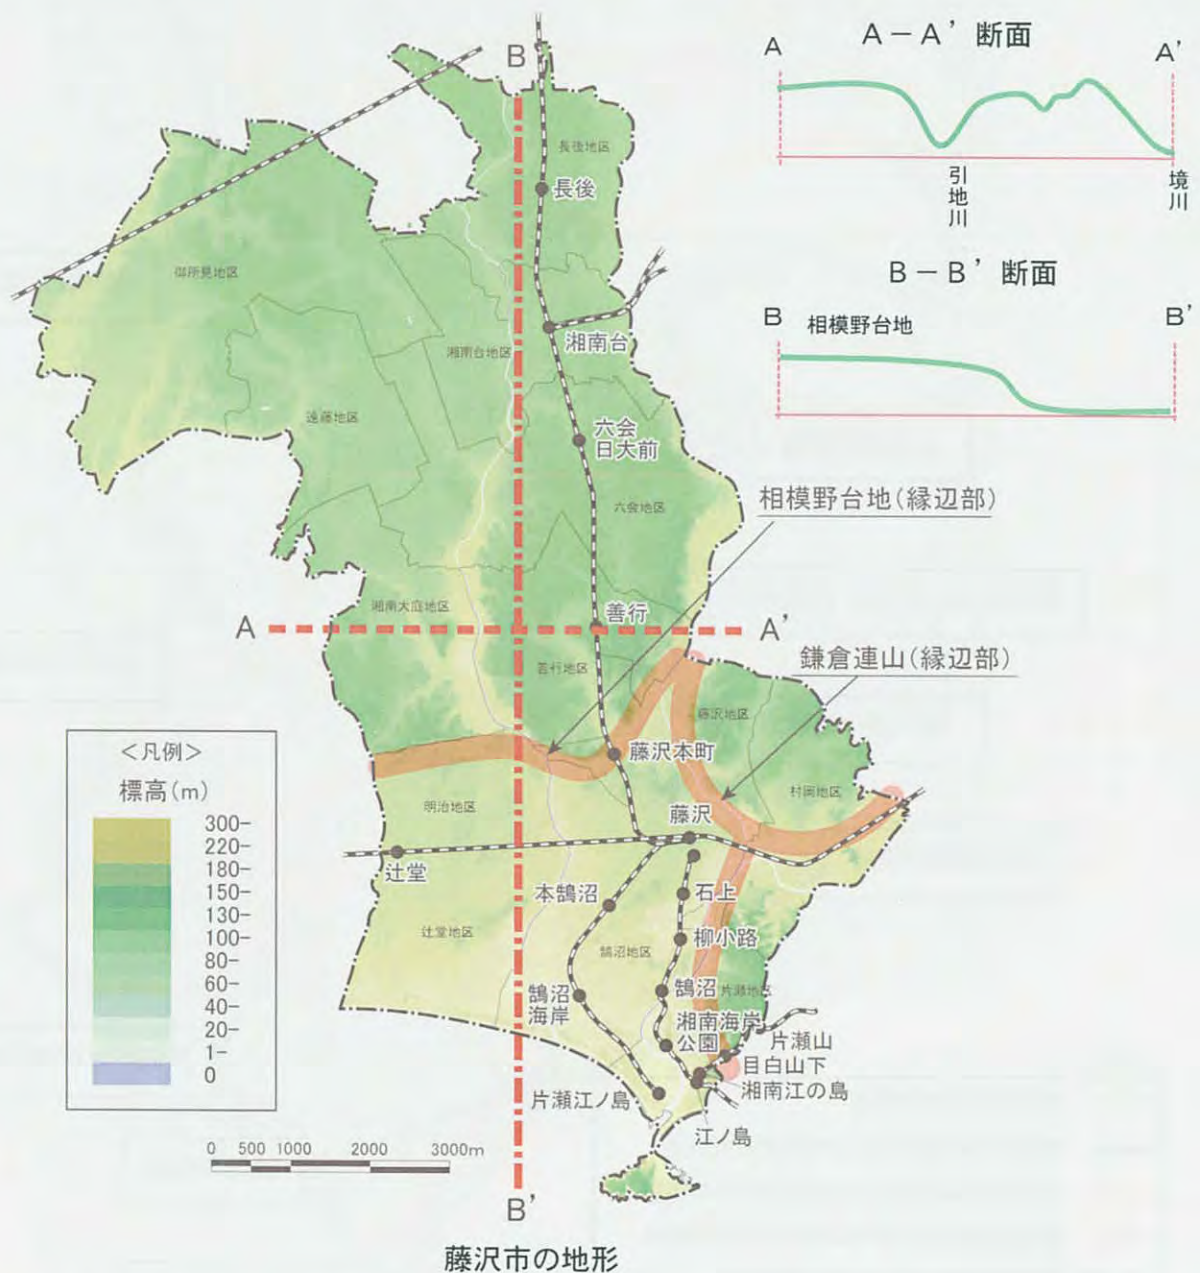 A－A’ 断面
A
A’
引地川
境川
B－B’ 断面
B
相模野台地
B’
B
長後地区
長後
御所見地区
湘南台
湘南台地区
遠藤地区
六会
日大前
相模野台地(縁辺部)
六会地区
湘南大庭地区
善行
A
A’
鎌倉連山(縁辺部)
善行地区
藤沢地区
藤沢本町
村岡地区
明治地区
藤沢
辻堂
本鵠沼
石上
辻堂地区
鵠沼地区
柳小路
鵠沼
海岸
鵠沼
片瀬地区
湘南海岸
公園
片瀬山
目白山下
湘南江の島
片瀬江ノ島
江ノ島
＜凡例＞
標高(m)
300-
220-
180-
150-
130-
100-
80-
60-
40-
20-
1-
0
0 500 1000 2000 3000m
B’
藤沢市の地形